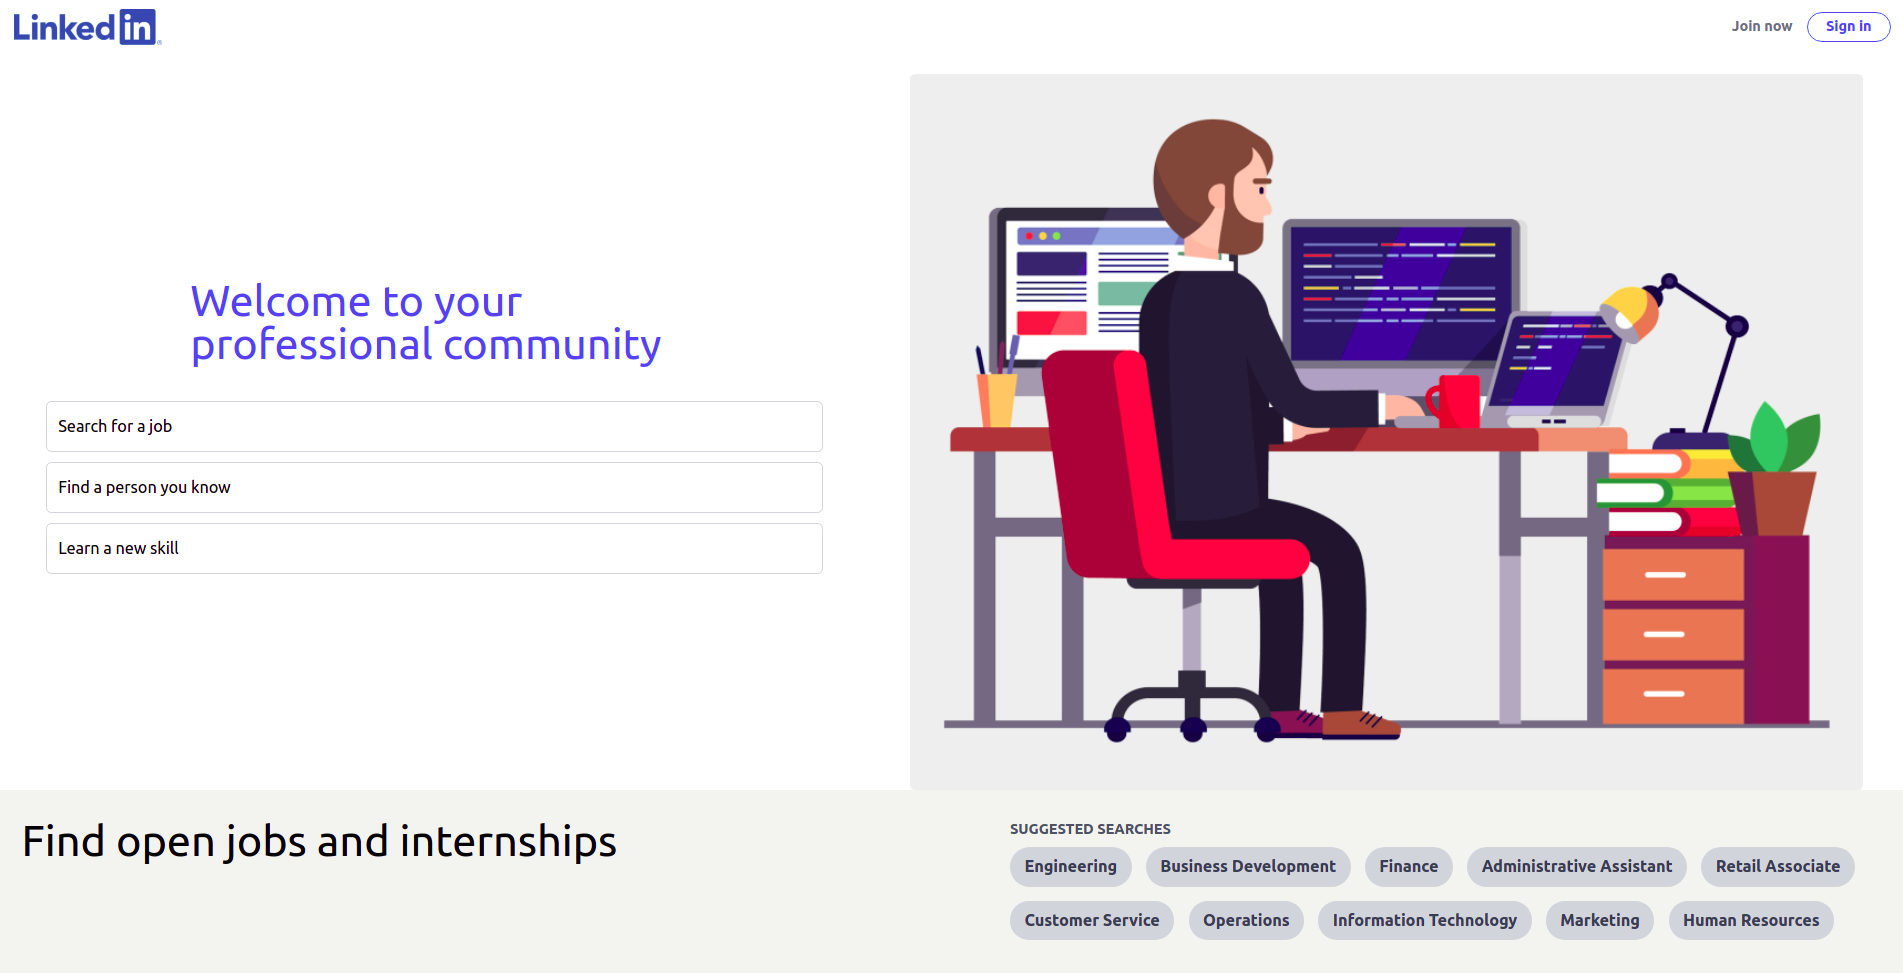 Linked in
Join now
Sign in
Welcome to your
professional community
Search for a job
Find a person you know
Learn a new skill
Find open jobs and internships
SUGGESTED SEARCHES
Engineering
Business Development
Finance
Administrative Assistant
Retail Associate
Customer Service
Operations
Information Technology
Marketing
Human Resources